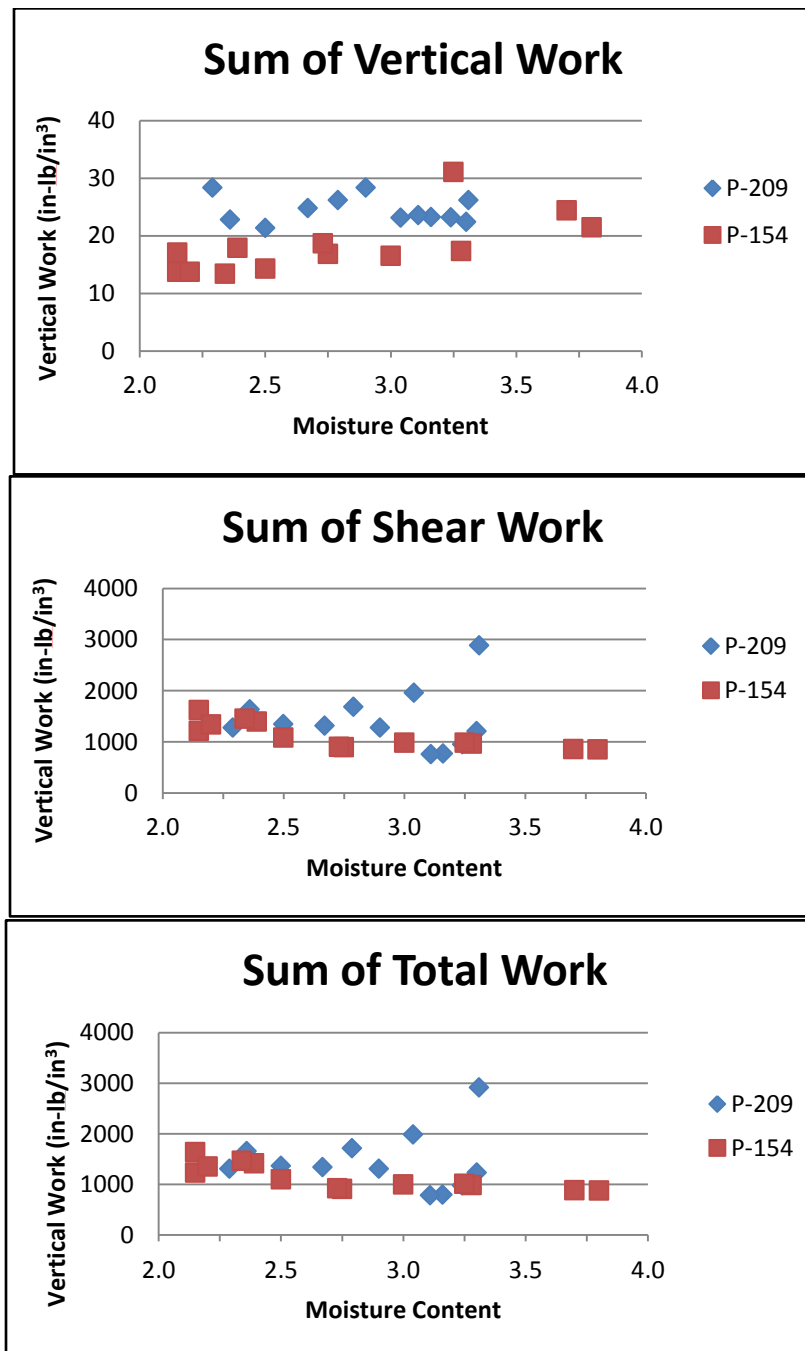 Sum of Vertical Work
Vertical Work (in-lb/in³)
40
30
20
10
0
2.0 2.5 3.0 3.5 4.0
Moisture Content
P-209
P-154
Sum of Shear Work
Vertical Work (in-lb/in³)
4000
3000
2000
1000
0
2.0 2.5 3.0 3.5 4.0
Moisture Content
P-209
P-154
Sum of Total Work
Vertical Work (in-lb/in³)
4000
3000
2000
1000
0
2.0 2.5 3.0 3.5 4.0
Moisture Content
P-209
P-154